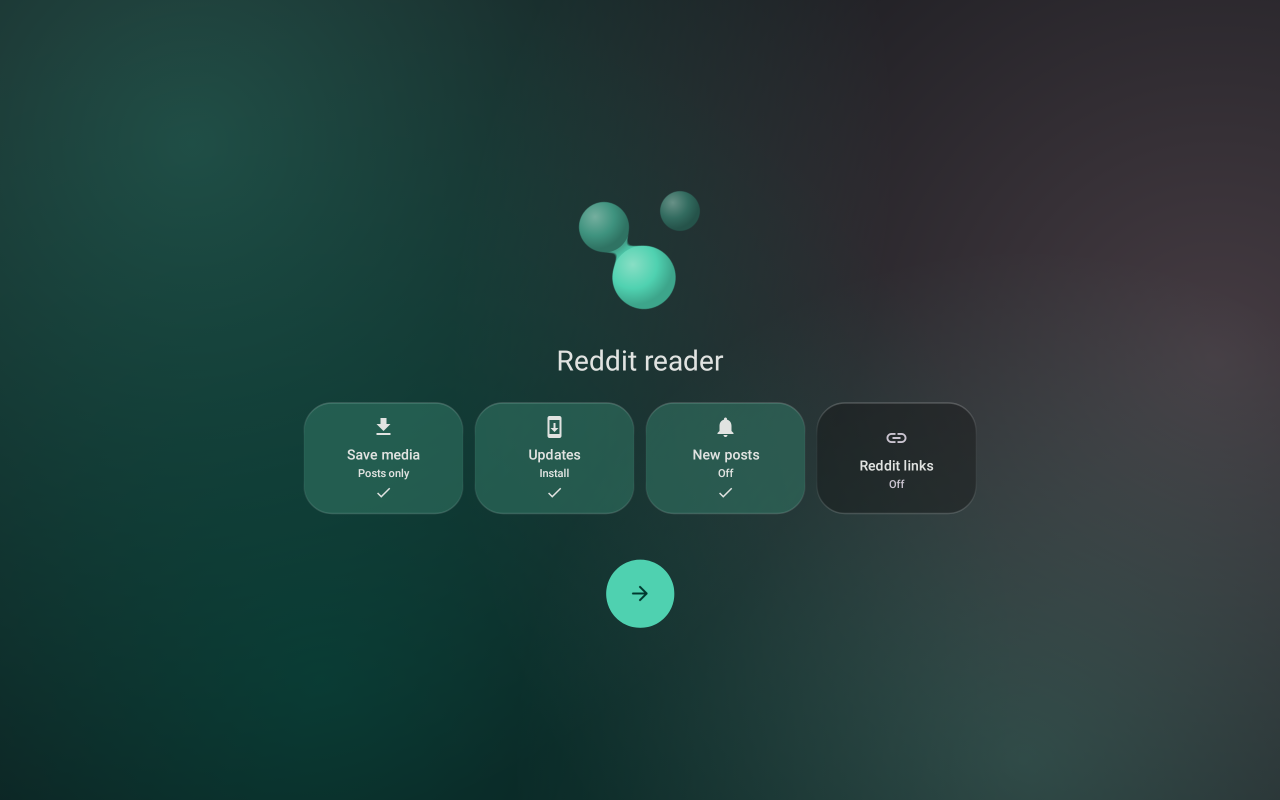 Reddit reader
Save media
Posts only
Updates
Install
New posts
Off
Reddit links
Off